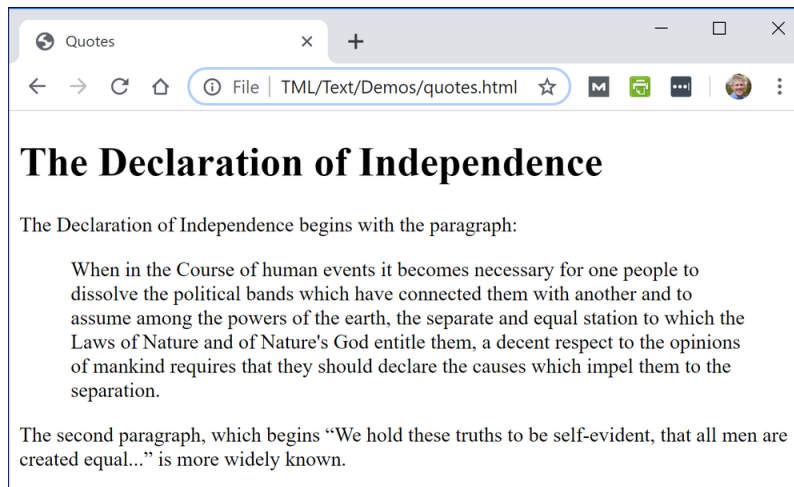 Quotes
File | TML/Text/Demos/quotes.html
M
The Declaration of Independence
The Declaration of Independence begins with the paragraph:
When in the Course of human events it becomes necessary for one people to
dissolve the political bands which have connected them with another and to
assume among the powers of the earth, the separate and equal station to which the
Laws of Nature and of Nature's God entitle them, a decent respect to the opinions
of mankind requires that they should declare the causes which impel them to the
separation.
The second paragraph, which begins “We hold these truths to be self-evident, that all men are
created equal...” is more widely known.